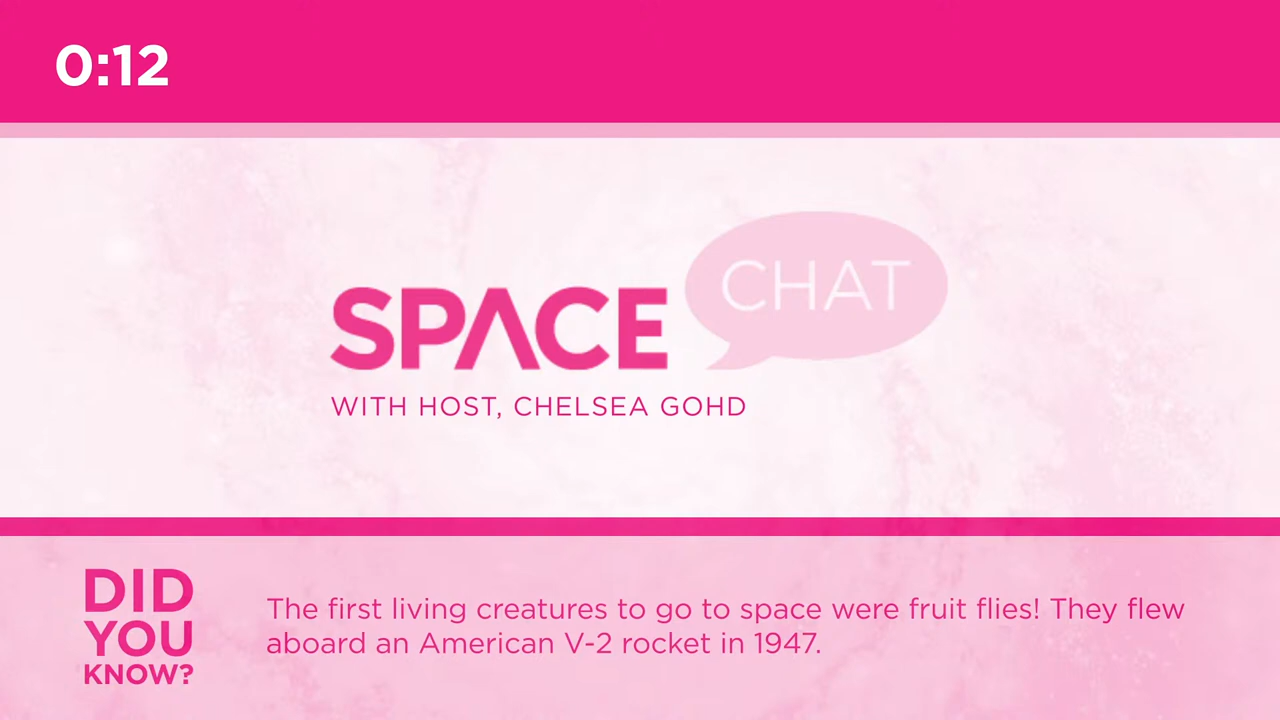 0:12
SPACE CHAT
WITH HOST, CHELSEA GOHD
DID
YOU
KNOW?
The first living creatures to go to space were fruit flies! They flew
aboard an American V-2 rocket in 1947.